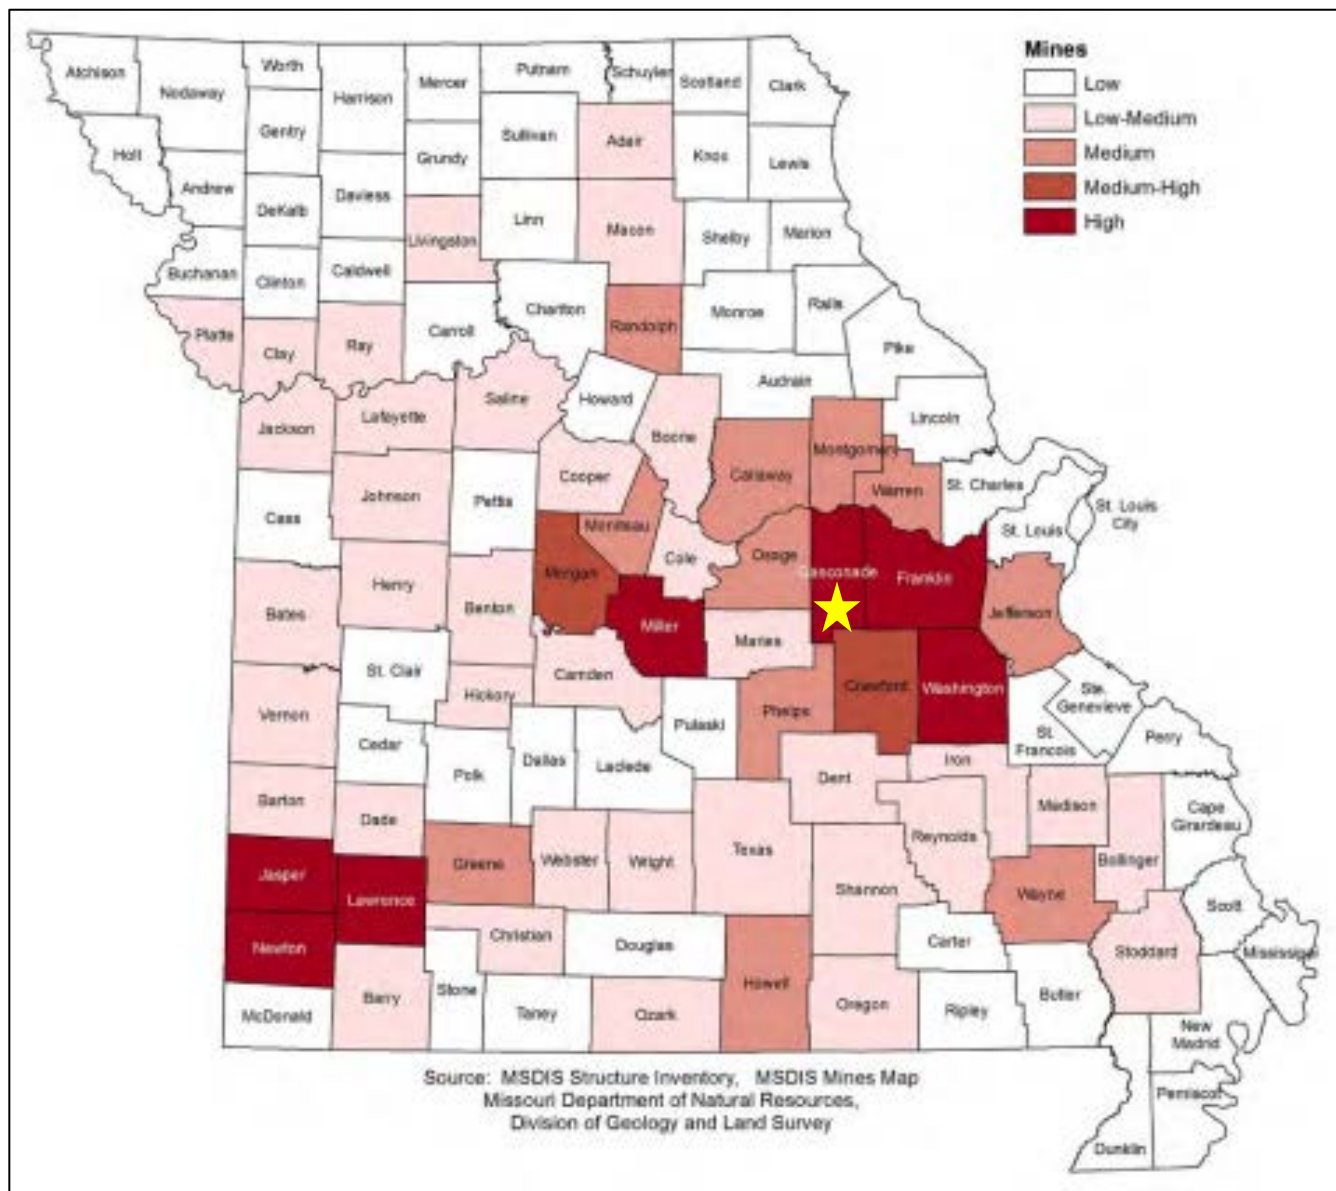 Mines
Low
Low-Medium
Medium
Medium-High
High
Atchison
Nodaway
Worth
Harrison
Mercer
Putnam
Schuyler
Scotland
Clark
Gentry
Sullivan
Adair
Knox
Lewis
Holt
Andrew
DeKalb
Daviess
Grundy
Linn
Macon
Shelby
Marion
Livingston
Buchanan
Clinton
Caldwell
Carroll
Chariton
Randolph
Monroe
Ralls
Pike
Platte
Clay
Ray
Saline
Howard
Audrain
Lincoln
Jackson
Lafayette
Boone
Callaway
Montgomery
Warren
St. Charles
St. Louis
City
St. Louis
Cooper
Johnson
Pettis
Cass
Moniteau
Cole
Osage
Gasconade
Franklin
Jefferson
Morgan
Henry
Benton
Bates
Miller
Maries
St. Clair
Camden
Crawford
Washington
Ste.
Genevieve
Hickory
Vernon
Phelps
Pulaski
St.
Francois
Perry
Cedar
Polk
Dallas
Laclede
Dent
Iron
Barton
Dade
Madison
Cape
Girardeau
Reynolds
Texas
Bollinger
Greene
Webster
Wright
Jasper
Lawrence
Shannon
Wayne
Scott
Newton
Christian
Douglas
Carter
Stoddard
Mississippi
McDonald
Barry
Stone
Taney
Ozark
Howell
Oregon
Ripley
Butler
New
Madrid
Pemiscot
Dunklin
Source: MSDIS Structure Inventory, MSDIS Mines Map
Missouri Department of Natural Resources,
Division of Geology and Land Survey